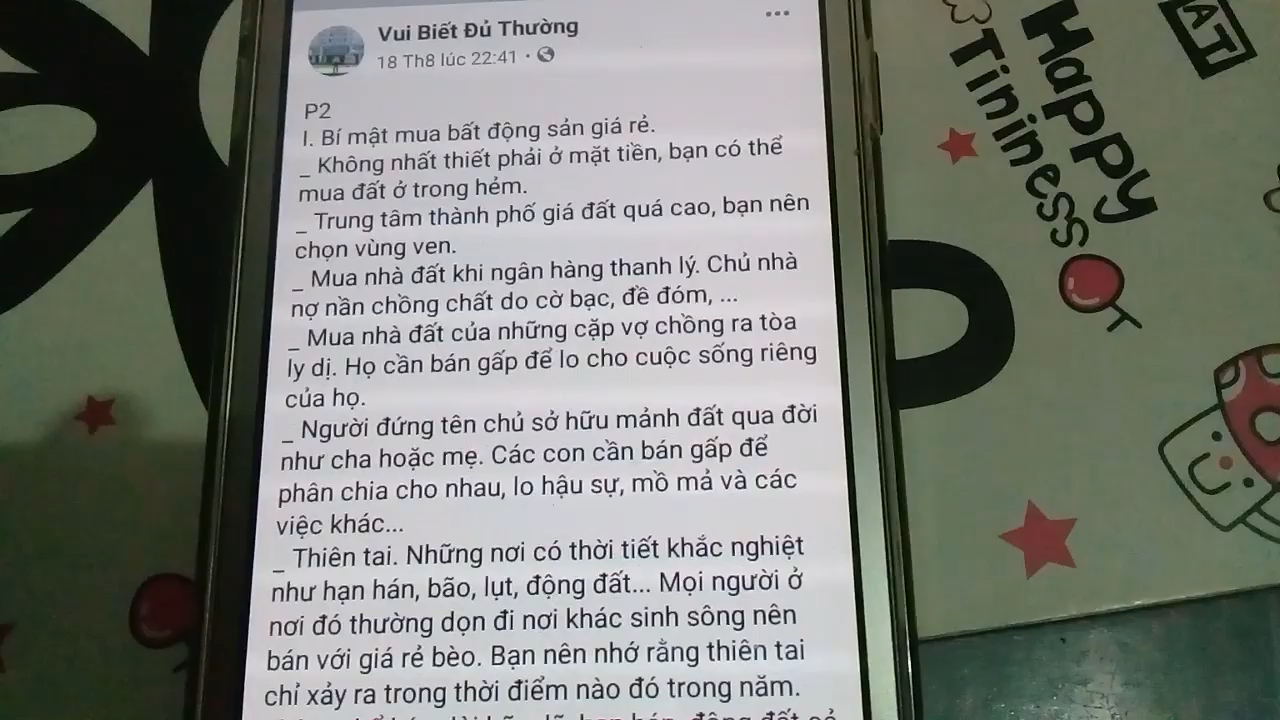 Vui Biết Đủ Thường
18 Th8 lúc 22:41
P2
I. Bí mật mua bất động sản giá rẻ.
_ Không nhất thiết phải ở mặt tiền, bạn có thể
mua đất ở trong hẻm.
_ Trung tâm thành phố giá đất quá cao, bạn nên
chọn vùng ven.
_ Mua nhà đất khi ngân hàng thanh lý. Chủ nhà
nợ nần chồng chất do cờ bạc, đề đóm, ...
_ Mua nhà đất của những cặp vợ chồng ra tòa
ly dị. Họ cần bán gấp để lo cho cuộc sống riêng
của họ.
_ Người đứng tên chủ sở hữu mảnh đất qua đời
như cha hoặc mẹ. Các con cần bán gấp để
phân chia cho nhau, lo hậu sự, mồ mả và các
việc khác...
_ Thiên tai. Những nơi có thời tiết khắc nghiệt
như hạn hán, bão, lụt, động đất... Mọi người ở
nơi đó thường dọn đi nơi khác sinh sông nên
bán với giá rẻ bèo. Bạn nên nhớ rằng thiên tai
chỉ xảy ra trong thời điểm nào đó trong năm.
Happy
Tininess
AT